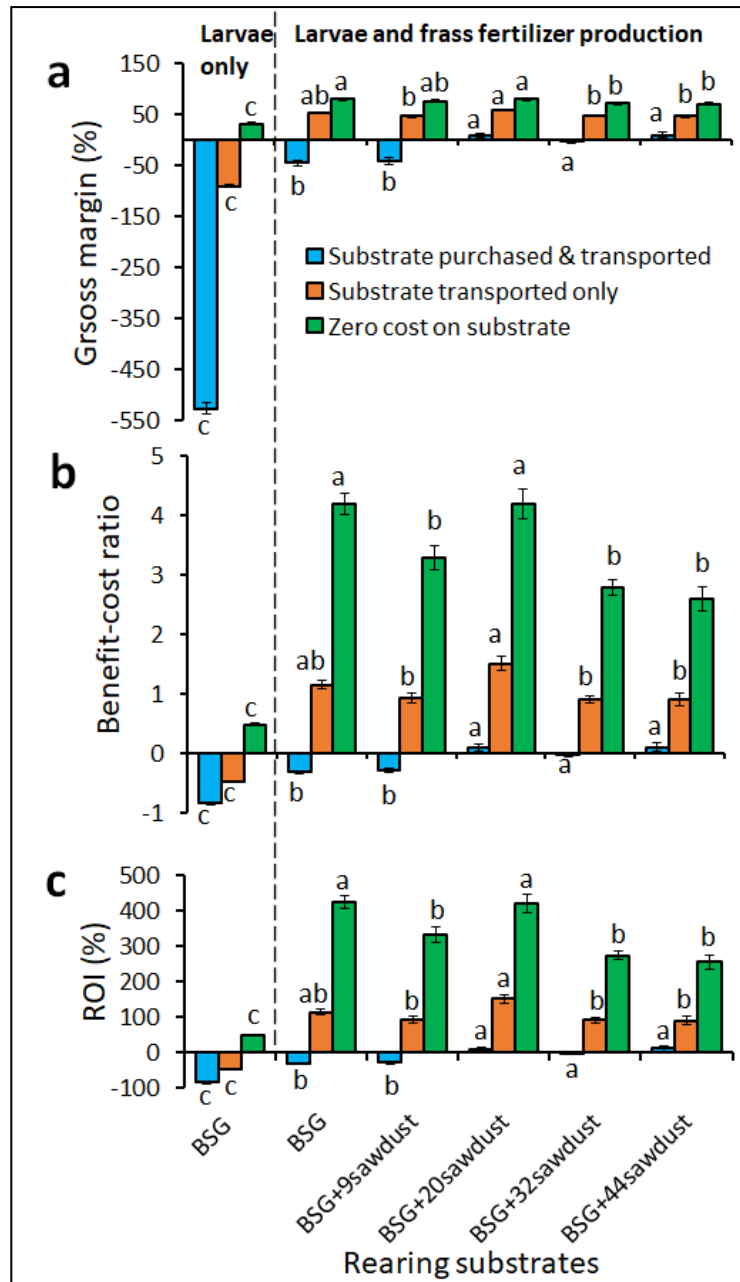 Larvae only
Larvae and frass fertilizer production
a
150
50
-50
-150
-250
-350
-450
-550
Grsoss margin (%)
c
c
c
b
ab
a
b
b
ab
a
a
a
a
b
b
a
b
b
Substrate purchased & transported
Substrate transported only
Zero cost on substrate
b
5
4
3
2
1
0
-1
Benefit-cost ratio
c
c
c
b
ab
a
b
b
b
a
a
a
a
b
b
a
b
b
c
500
400
300
200
100
0
-100
ROI (%)
c
c
c
b
ab
a
b
b
b
a
a
a
a
b
b
a
b
b
BSG
BSG
BSG+9sawdust
BSG+20sawdust
BSG+32sawdust
BSG+44sawdust
Rearing substrates